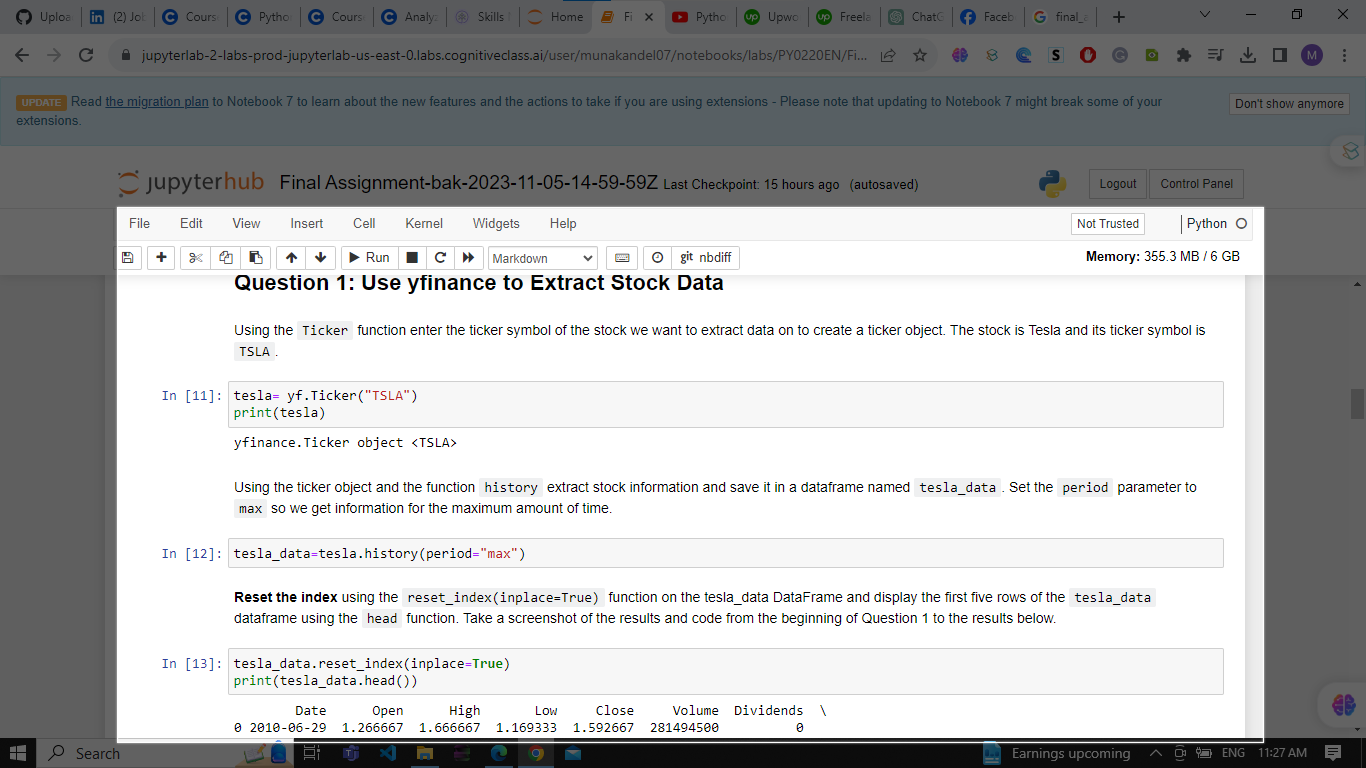 Uploa
(2) Jo
Cours
Pytho
Cours
Analy
Skills
Home
Fi
Pytho
Upwo
Freela
ChatG
Faceb
final_a
jupyterlab-2-labs-prod-jupyterlab-us-east-0.labs.cognitiveclass.ai/user/munakandel07/notebooks/labs/PY0220EN/Fi...
M
UPDATE Read the migration plan to Notebook 7 to learn about the new features and the actions to take if you are using extensions - Please note that updating to Notebook 7 might break some of your
extensions.
Don't show anymore
jupyterhub Final Assignment-bak-2023-11-05-14-59-59Z Last Checkpoint: 15 hours ago (autosaved)
Logout Control Panel
File Edit View Insert Cell Kernel Widgets Help
Not Trusted Python
Run Markdown git nbdiff
Memory: 355.3 MB / 6 GB
Question 1: Use yfinance to Extract Stock Data
Using the Ticker function enter the ticker symbol of the stock we want to extract data on to create a ticker object. The stock is Tesla and its ticker symbol is
TSLA .
In [11]: tesla= yf.Ticker("TSLA")
print(tesla)
yfinance.Ticker object <TSLA>
Using the ticker object and the function history extract stock information and save it in a dataframe named tesla_data . Set the period parameter to
max so we get information for the maximum amount of time.
In [12]: tesla_data=tesla.history(period="max")
Reset the index using the reset_index(inplace=True) function on the tesla_data DataFrame and display the first five rows of the tesla_data
dataframe using the head function. Take a screenshot of the results and code from the beginning of Question 1 to the results below.
In [13]: tesla_data.reset_index(inplace=True)
print(tesla_data.head())
Date Open High Low Close Volume Dividends \
0 2010-06-29 1.266667 1.666667 1.169333 1.592667 281494500 0
Search
Earnings upcoming
ENG
11:27 AM